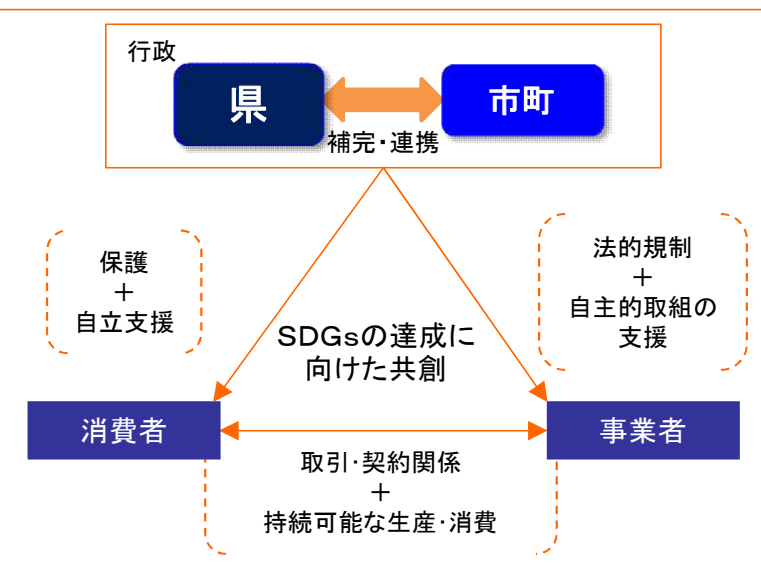 行政
県
市町
補完・連携
保護
＋
自立支援
法的規制
＋
自主的取組の
支援
SDGsの達成に
向けた共創
消費者
事業者
取引・契約関係
＋
持続可能な生産・消費